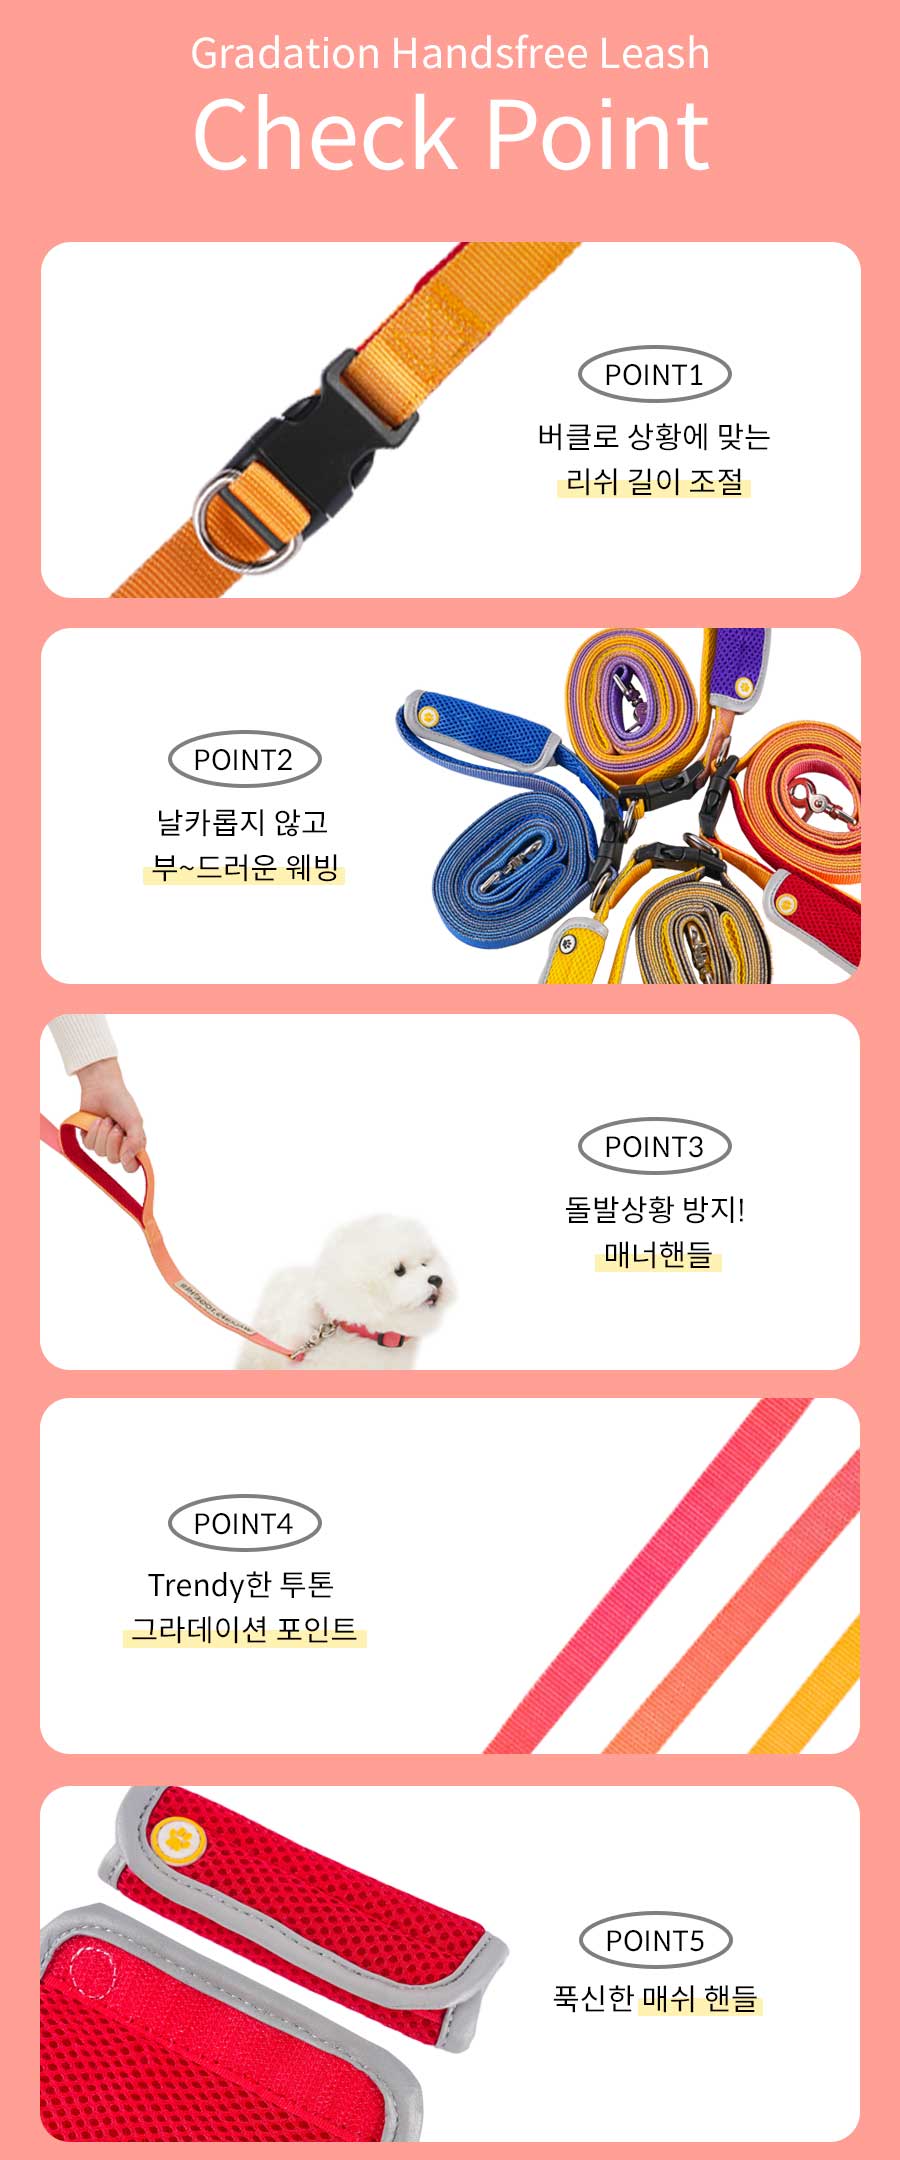 Gradation Handsfree Leash
Check Point
POINT1
버클로 상황에 맞는
리쉬 길이 조절
POINT2
날카롭지 않고
부~드러운 웨빙
POINT3
돌발상황 방지!
매너핸들
POINT4
Trendy한 투톤
그라데이션 포인트
POINT5
푹신한 매쉬 핸들